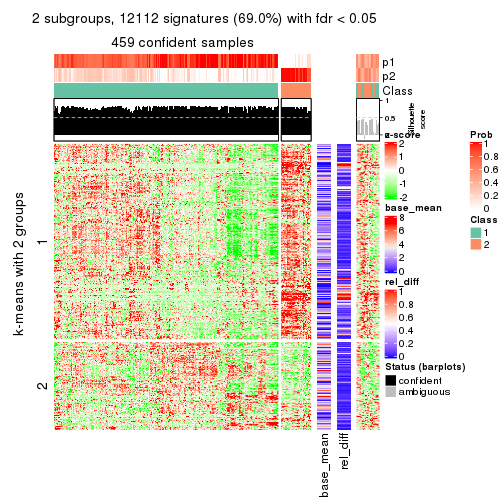 2 subgroups, 12112 signatures (69.0%) with fdr < 0.05
459 confident samples
p1
p2
Class
1
0.5
0
Silhouette
score
k-means with 2 groups
1
2
base_mean
rel_diff
z-score
2
1
0
-1
-2
base_mean
8
6
4
2
0
rel_diff
1
0.8
0.6
0.4
0.2
0
Status (barplots)
confident
ambiguous
Prob
1
0.8
0.6
0.4
0.2
0
Class
1
2